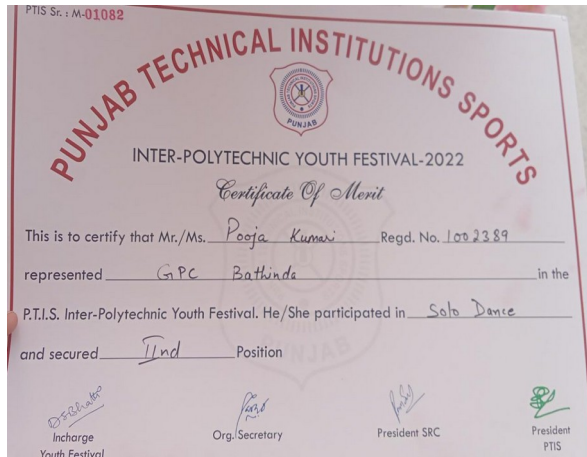 PTIS Sr. : M-01082
PUNJAB TECHNICAL INSTITUTIONS SPORTS
PUNJAB
INTER-POLYTECHNIC YOUTH FESTIVAL-2022
Certificate Of Merit
This is to certify that Mr./Ms. Pooja Kumari Regd. No. 1002389
represented GPC Bathinda in the
P.T.I.S. Inter-Polytechnic Youth Festival. He/She participated in Solo Dance
and secured IInd Position
PUNJAB
Incharge Org. Secretary President SRC President
Youth Festival PTIS